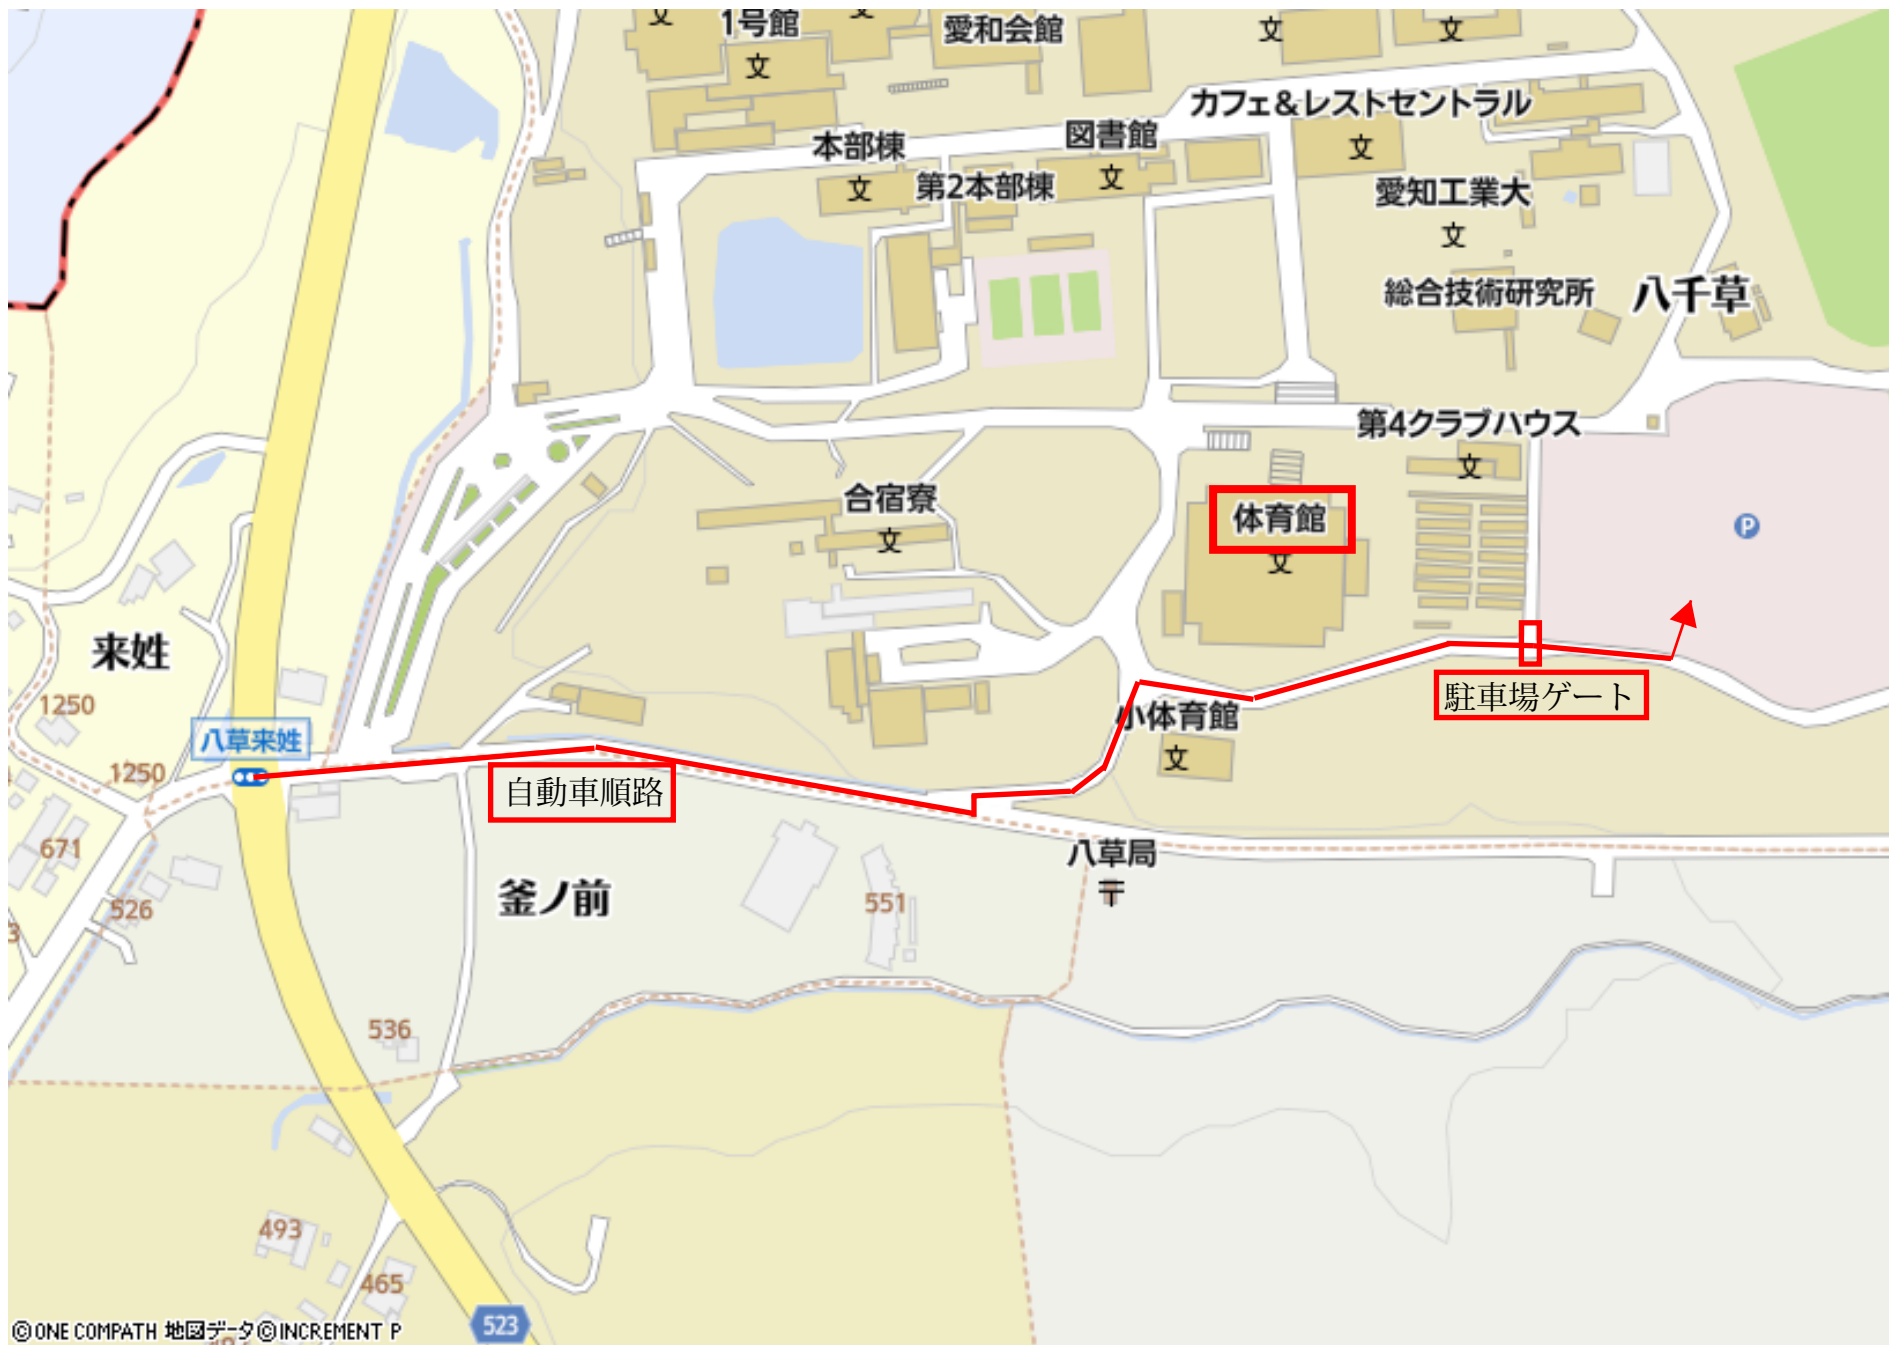 1号館
愛和会館
文
文
文
文
文
カフェ＆レストセントラル
本部棟
図書館
文
文
第2本部棟
文
愛知工業大
文
総合技術研究所
八千草
第4クラブハウス
文
合宿寮
文
体育館
文
P
来姓
1250
駐車場ゲート
小体育館
文
八草来姓
1250
自動車順路
671
八草局
〒
釜ノ前
551
526
3
536
493
465
523
©ONE COMPATH 地図データ©INCREMENT P